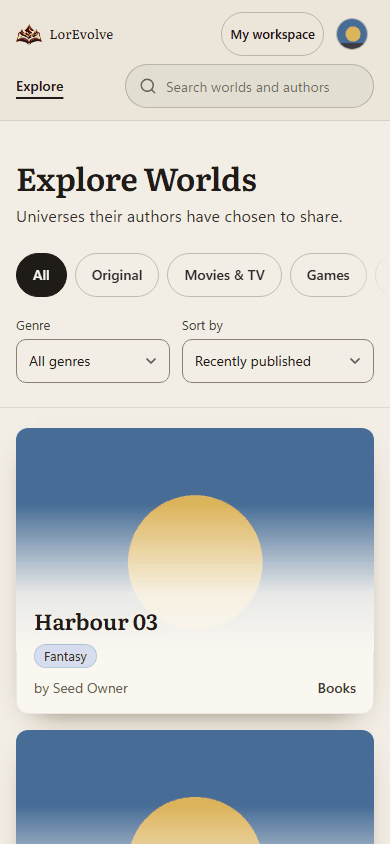 LorEvolve
My workspace
Explore
Search worlds and authors
Explore Worlds
Universes their authors have chosen to share.
All
Original
Movies & TV
Games
Genre
Sort by
All genres
Recently published
Harbour 03
Fantasy
by Seed Owner
Books